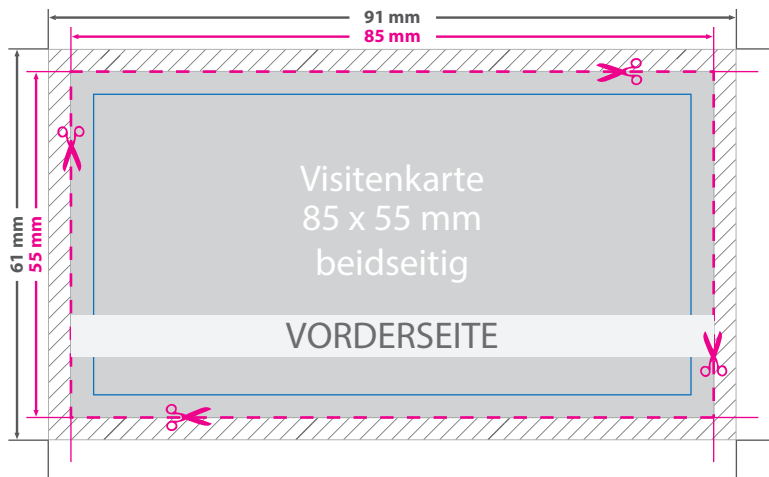 91 mm
85 mm
61 mm
55 mm
Visitenkarte
85 x 55 mm
beidseitig
VORDERSEITE